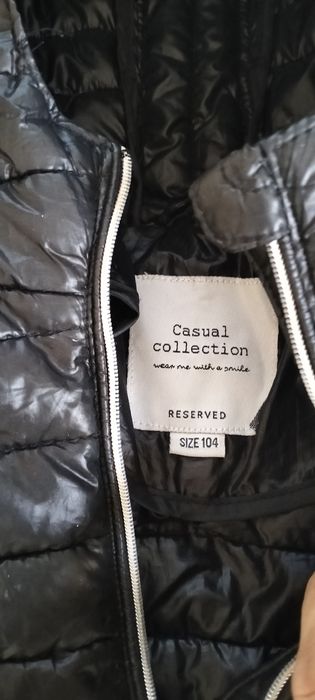 Casual
collection
wear me with a smile
RESERVED
SIZE 104